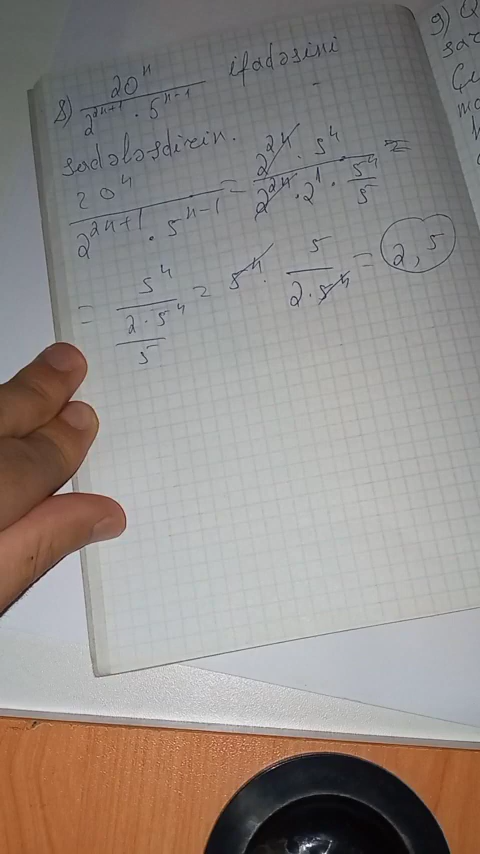 8) 20^n / 2^(2n+1) · 5^(n-1) ifadəsini
sadələşdirin.
20^n / 2^(2n+1) · 5^(n-1) = 2^(2n) · 5^n / 2^(2n) · 2^1 · 5^n/5 =
= 5^n / (2·5^n / 5) = 5^n · 5 / 2·5^n = 2,5
9)